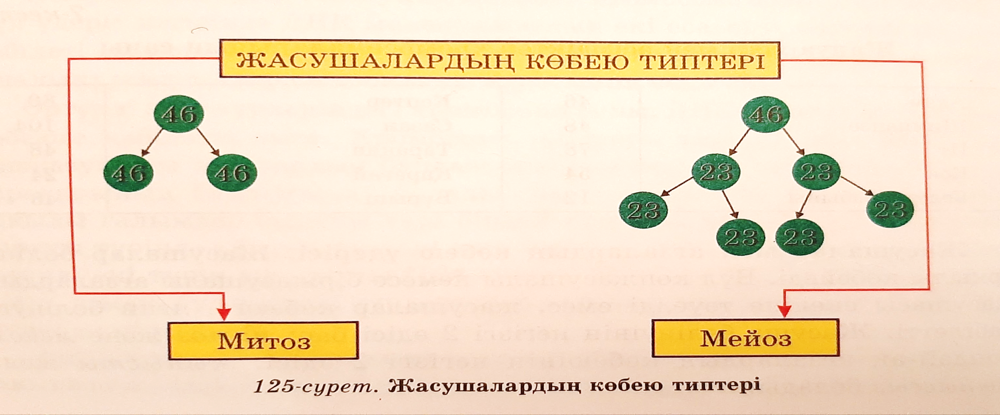 ЖАСУШАЛАРДЫҢ КӨБЕЮ ТИПТЕРІ
46
46 46
46
23 23
23 23 23 23
Митоз
Мейоз
125-сурет. Жасушалардың көбею типтері